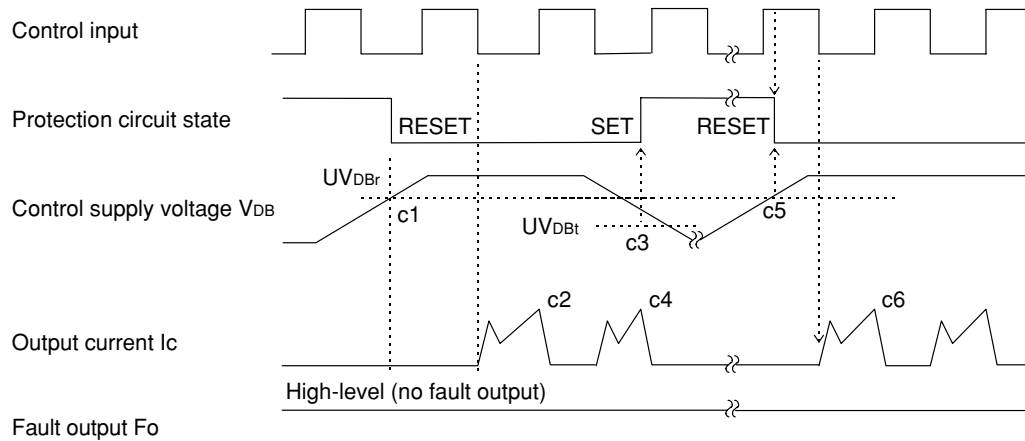 Control input
Protection circuit state
RESET
SET
RESET
UVDBr
Control supply voltage VDB
c1
UVDBt
c3
c5
c2
c4
c6
Output current Ic
High-level (no fault output)
Fault output Fo